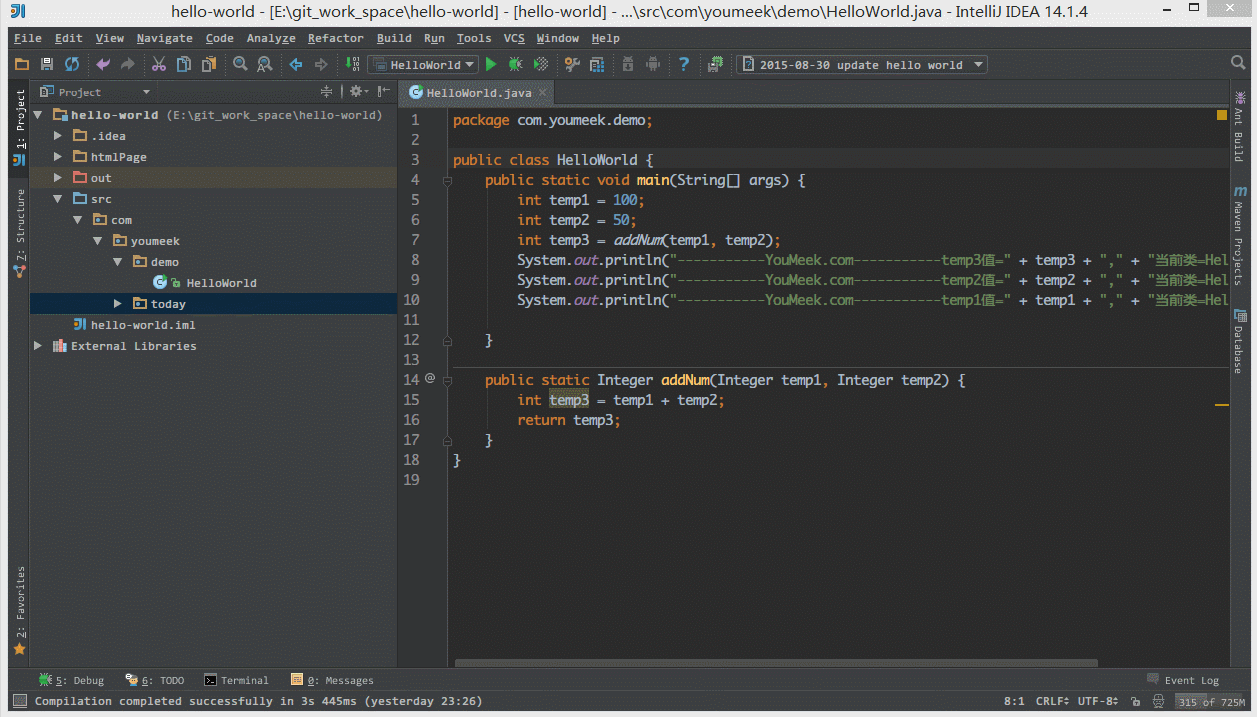 hello-world - [E:\git_work_space\hello-world] - [hello-world] - ...\src\com\youmeek\demo\HelloWorld.java - IntelliJ IDEA 14.1.4
File Edit View Navigate Code Analyze Refactor Build Run Tools VCS Window Help
HelloWorld 2015-08-30 update hello world
Project
HelloWorld.java
1: Project
7: Structure
2: Favorites
hello-world (E:\git_work_space\hello-world)
.idea
htmlPage
out
src
com
youmeek
demo
HelloWorld
today
hello-world.iml
External Libraries
1 package com.youmeek.demo;
2
3 public class HelloWorld {
4 public static void main(String[] args) {
5 int temp1 = 100;
6 int temp2 = 50;
7 int temp3 = addNum(temp1, temp2);
8 System.out.println("-----------YouMeek.com-----------temp3值=" + temp3 + "," + "当前类=Hel
9 System.out.println("-----------YouMeek.com-----------temp2值=" + temp2 + "," + "当前类=Hel
10 System.out.println("-----------YouMeek.com-----------temp1值=" + temp1 + "," + "当前类=Hel
11
12 }
13
14 @ public static Integer addNum(Integer temp1, Integer temp2) {
15 int temp3 = temp1 + temp2;
16 return temp3;
17 }
18 }
19
Ant Build
Maven Projects
Database
5: Debug 6: TODO Terminal 0: Messages Event Log
Compilation completed successfully in 3s 445ms (yesterday 23:26) 8:1 CRLF UTF-8 315 of 725M